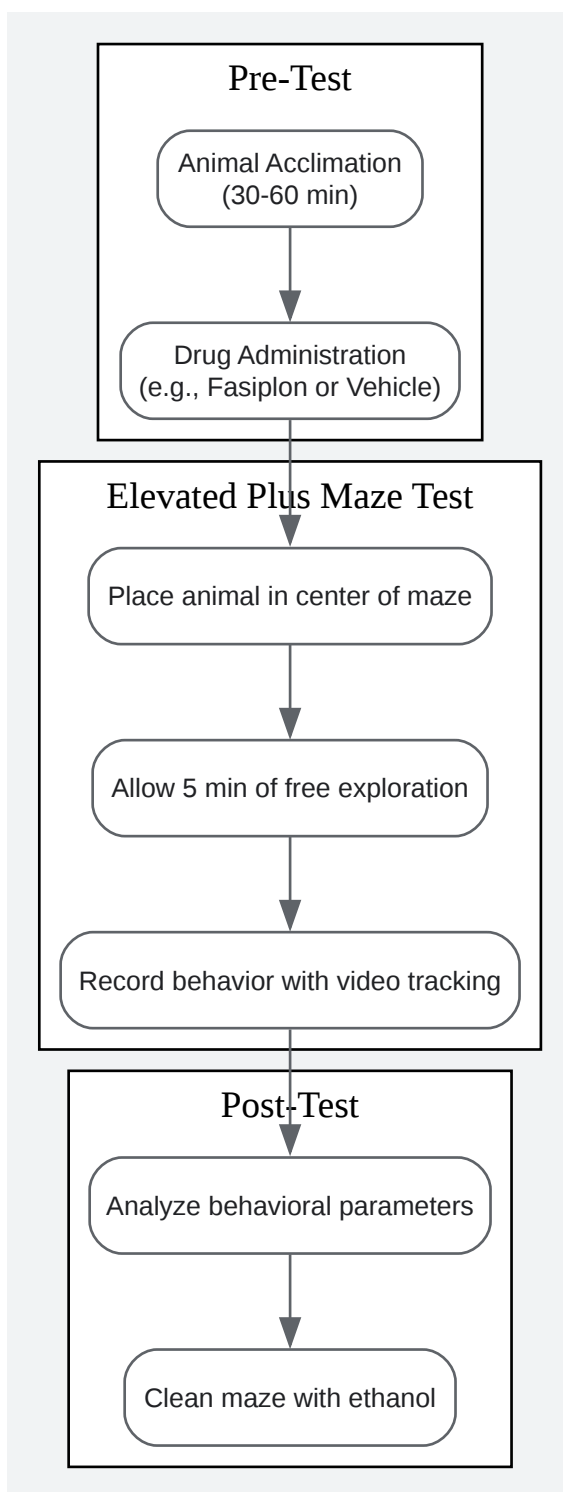 Pre-Test
Animal Acclimation
(30-60 min)
Drug Administration
(e.g., Fasiplon or Vehicle)
Elevated Plus Maze Test
Place animal in center of maze
Allow 5 min of free exploration
Record behavior with video tracking
Post-Test
Analyze behavioral parameters
Clean maze with ethanol